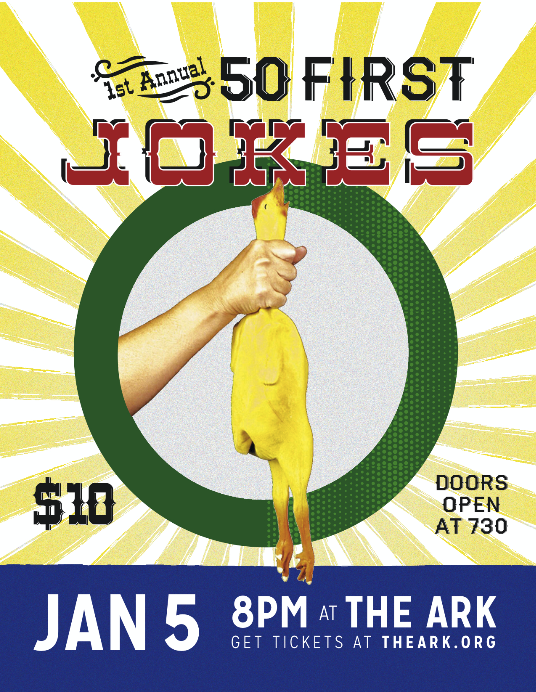 1st Annual 50 FIRST
JOKES
$10
DOORS
OPEN
AT 730
JAN 5
8PM AT THE ARK
GET TICKETS AT THEARK.ORG